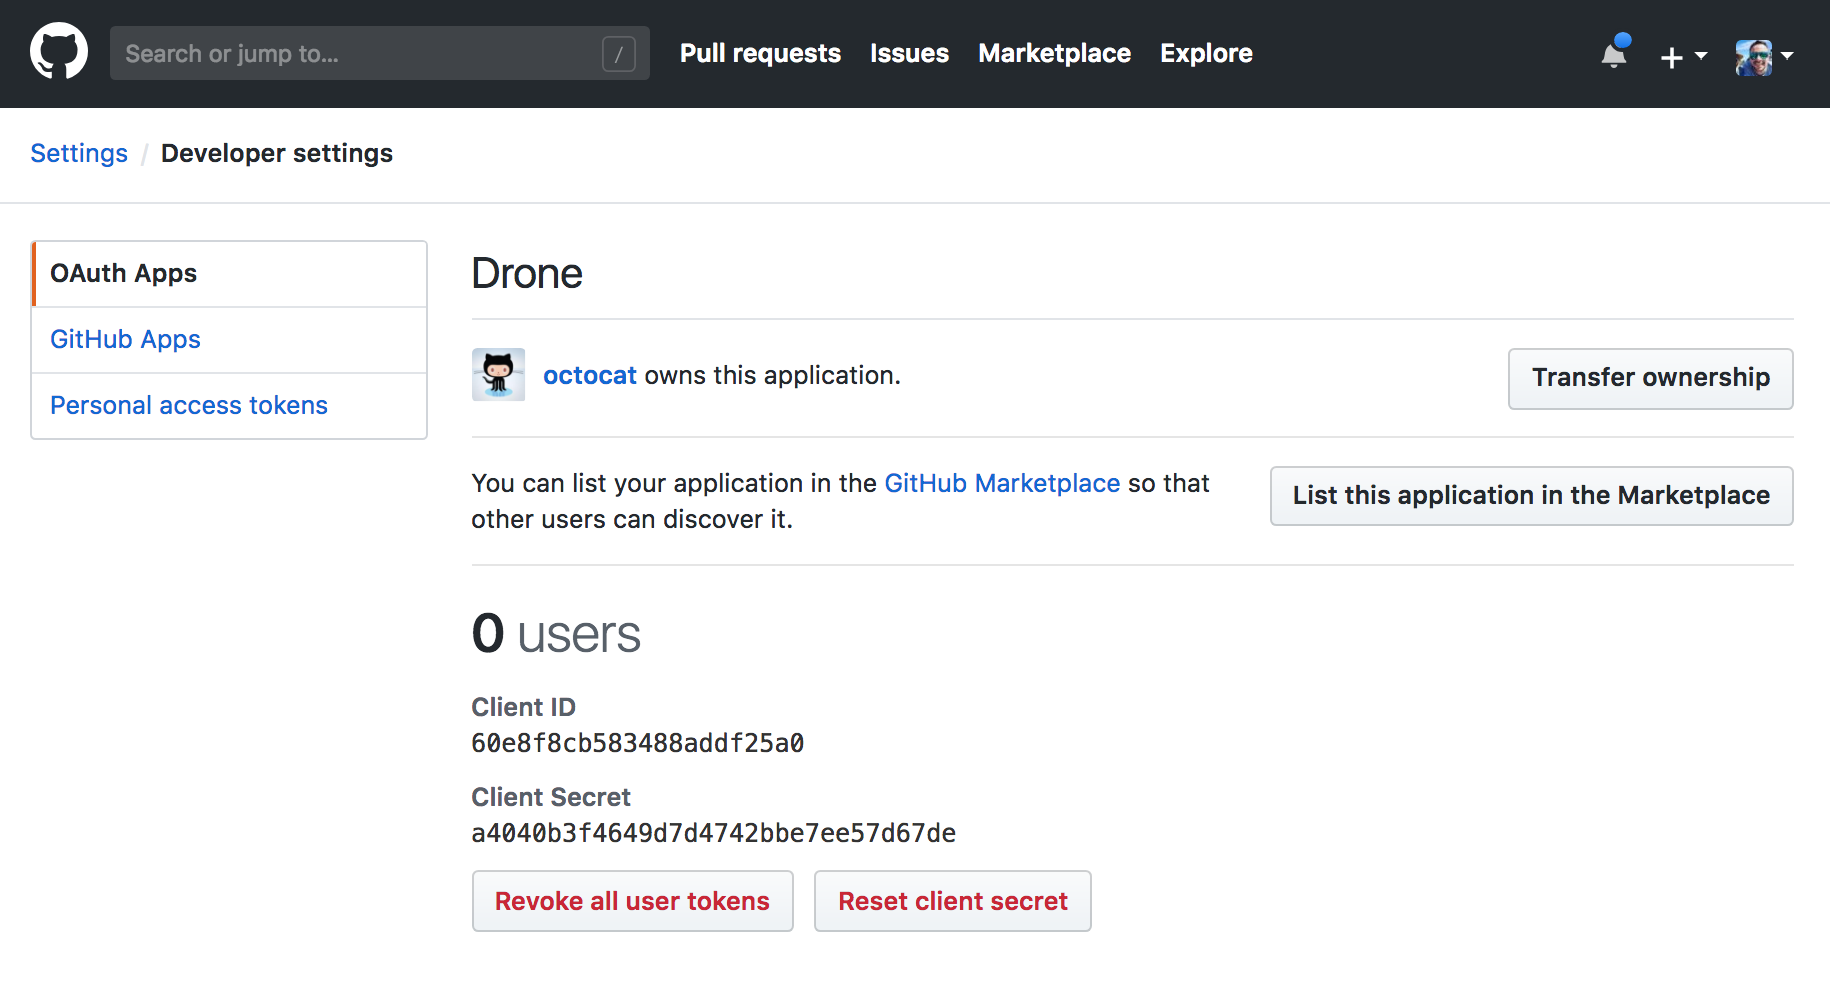 Search or jump to... /
Pull requests Issues Marketplace Explore
Settings / Developer settings
OAuth Apps
GitHub Apps
Personal access tokens
Drone
octocat owns this application.
Transfer ownership
You can list your application in the GitHub Marketplace so that
other users can discover it.
List this application in the Marketplace
0 users
Client ID
60e8f8cb583488addf25a0
Client Secret
a4040b3f4649d7d4742bbe7ee57d67de
Revoke all user tokens
Reset client secret